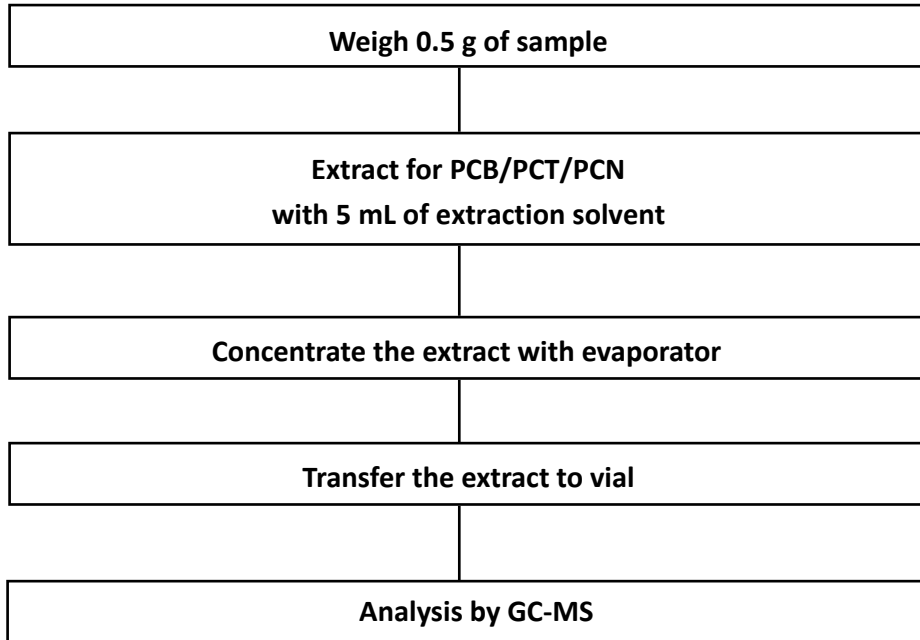 Weigh 0.5 g of sample
Extract for PCB/PCT/PCN
with 5 mL of extraction solvent
Concentrate the extract with evaporator
Transfer the extract to vial
Analysis by GC-MS